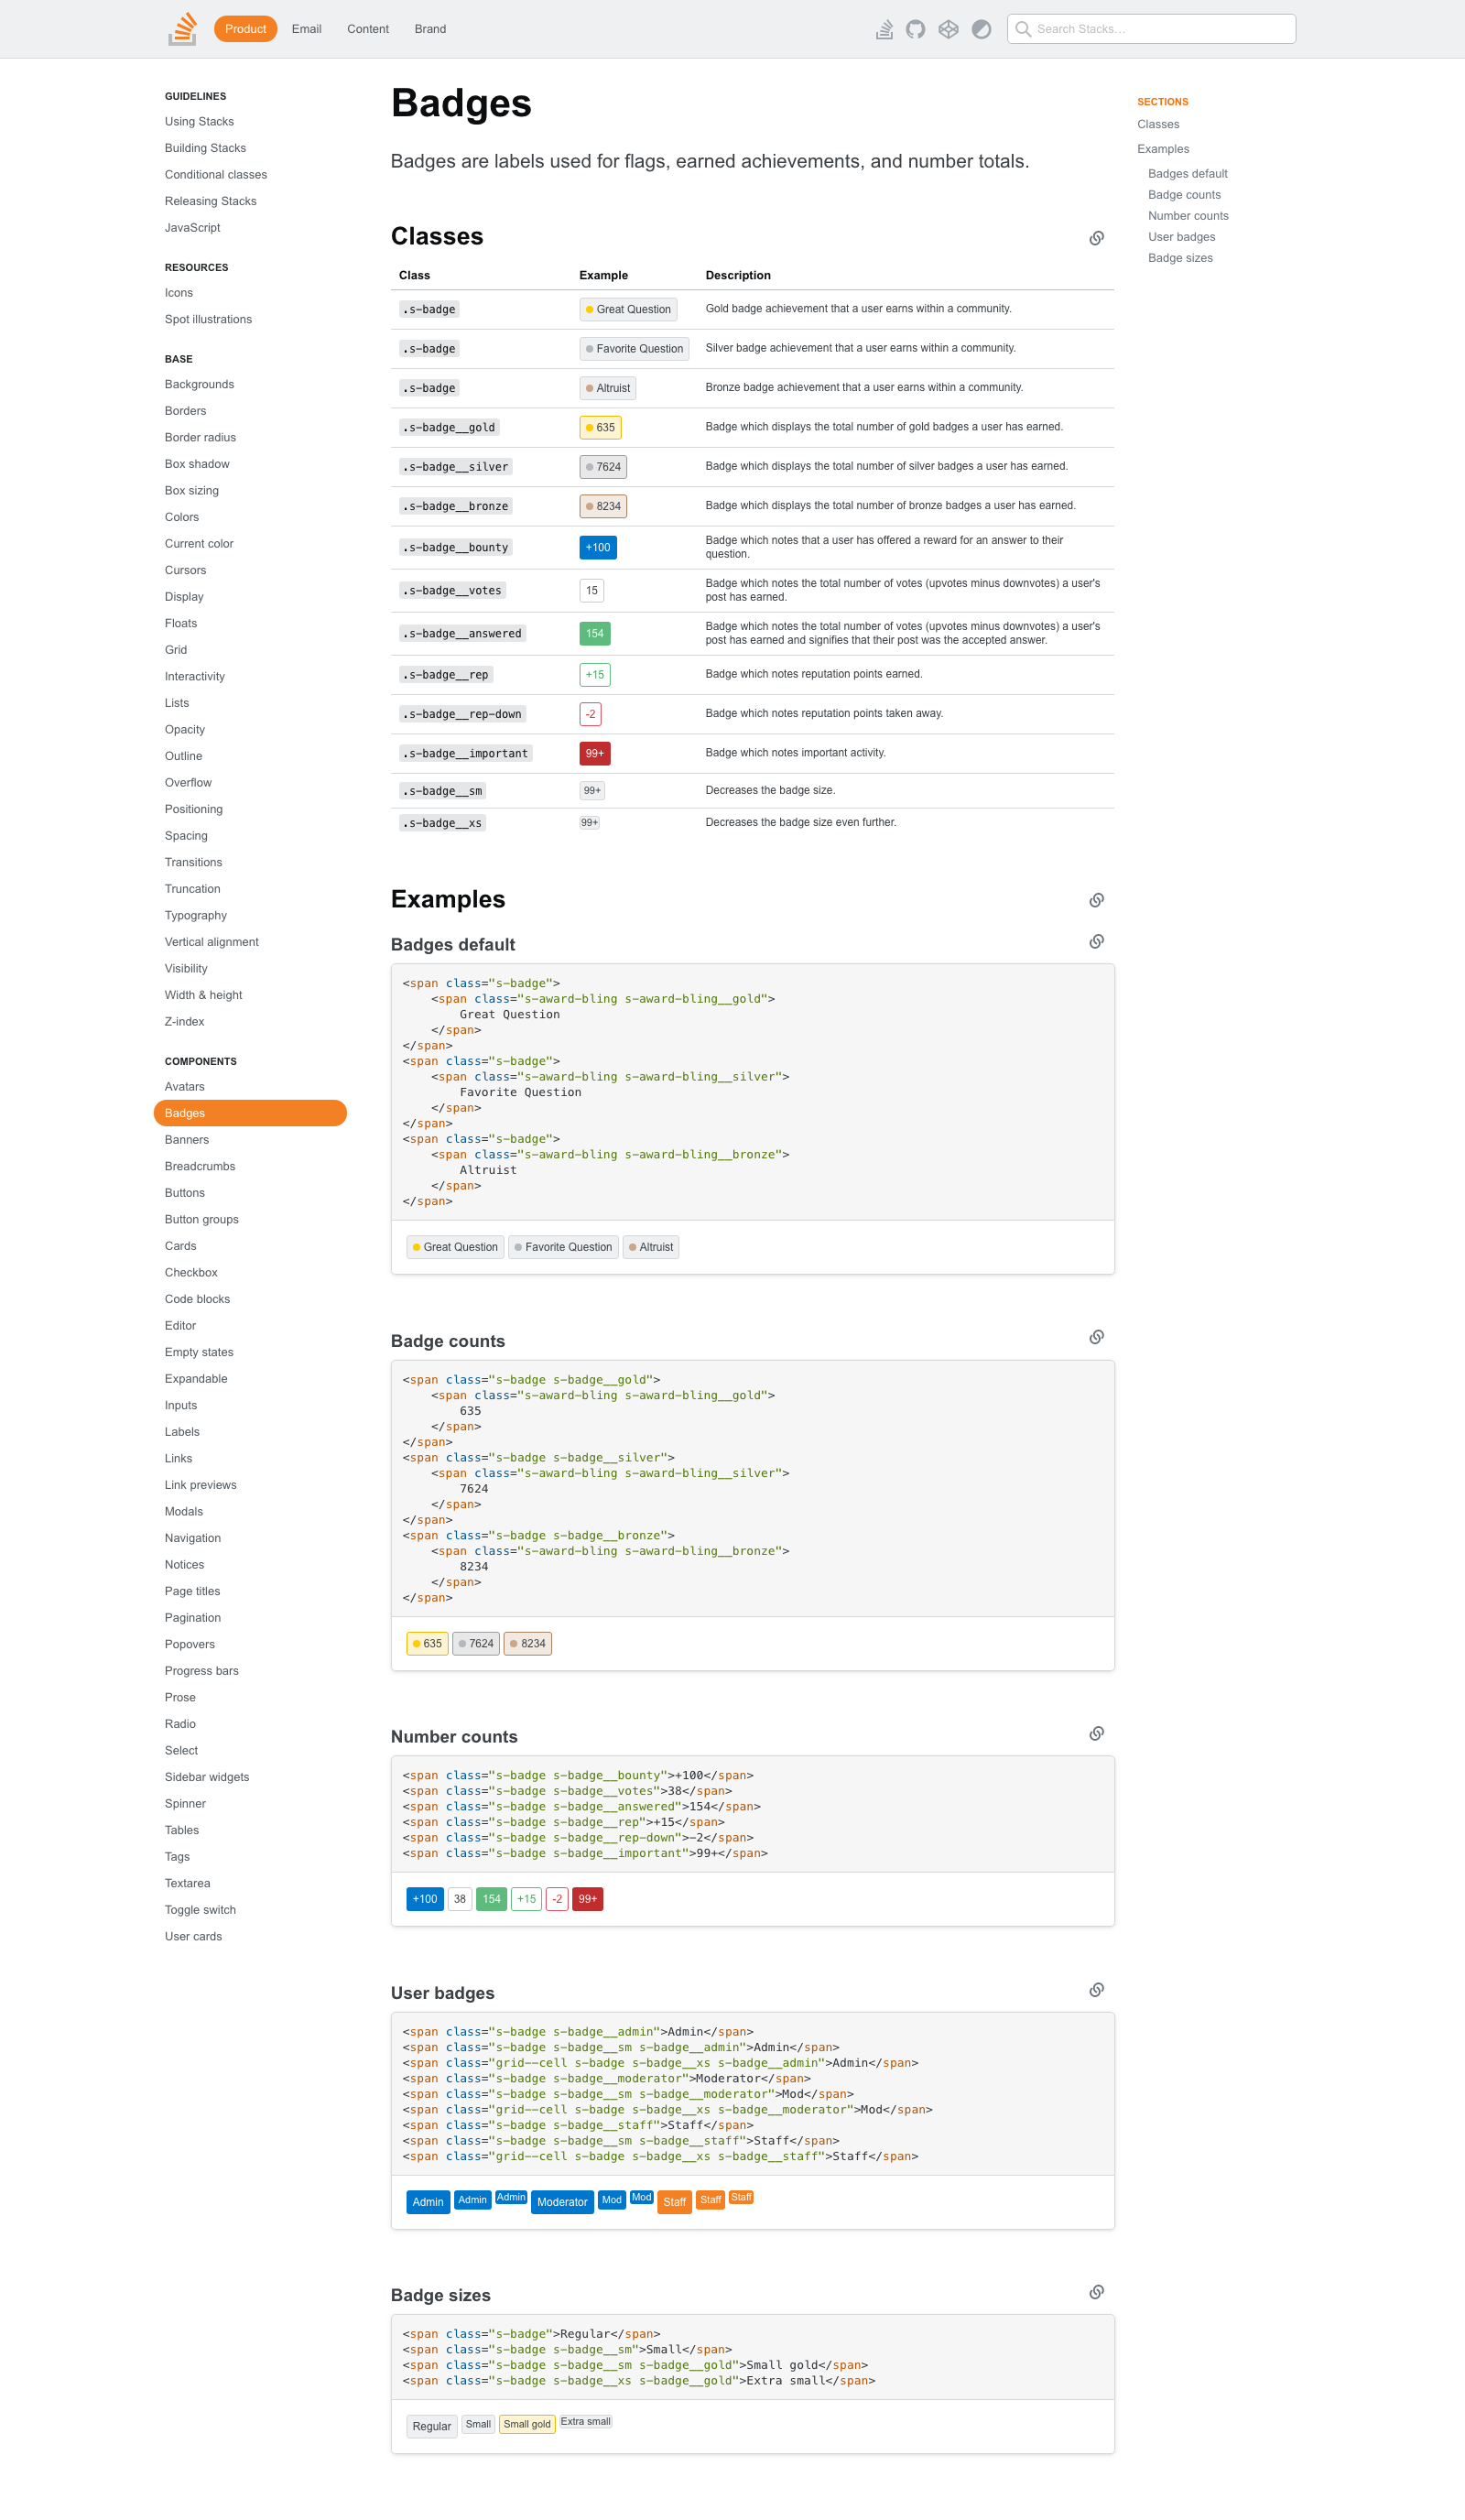 Product Email Content Brand Search Stacks…
GUIDELINES
Using Stacks
Building Stacks
Conditional classes
Releasing Stacks
JavaScript
RESOURCES
Icons
Spot illustrations
BASE
Backgrounds
Borders
Border radius
Box shadow
Box sizing
Colors
Current color
Cursors
Display
Floats
Grid
Interactivity
Lists
Opacity
Outline
Overflow
Positioning
Spacing
Transitions
Truncation
Typography
Vertical alignment
Visibility
Width & height
Z-index
COMPONENTS
Avatars
Badges
Banners
Breadcrumbs
Buttons
Button groups
Cards
Checkbox
Code blocks
Editor
Empty states
Expandable
Inputs
Labels
Links
Link previews
Modals
Navigation
Notices
Page titles
Pagination
Popovers
Progress bars
Prose
Radio
Select
Sidebar widgets
Spinner
Tables
Tags
Textarea
Toggle switch
User cards
Badges
Badges are labels used for flags, earned achievements, and number totals.
Classes
Class Example Description
.s-badge Great Question Gold badge achievement that a user earns within a community.
.s-badge Favorite Question Silver badge achievement that a user earns within a community.
.s-badge Altruist Bronze badge achievement that a user earns within a community.
.s-badge__gold 635 Badge which displays the total number of gold badges a user has earned.
.s-badge__silver 7624 Badge which displays the total number of silver badges a user has earned.
.s-badge__bronze 8234 Badge which displays the total number of bronze badges a user has earned.
.s-badge__bounty +100 Badge which notes that a user has offered a reward for an answer to their
question.
.s-badge__votes 15 Badge which notes the total number of votes (upvotes minus downvotes) a user's
post has earned.
.s-badge__answered 154 Badge which notes the total number of votes (upvotes minus downvotes) a user's
post has earned and signifies that their post was the accepted answer.
.s-badge__rep +15 Badge which notes reputation points earned.
.s-badge__rep-down -2 Badge which notes reputation points taken away.
.s-badge__important 99+ Badge which notes important activity.
.s-badge__sm 99+ Decreases the badge size.
.s-badge__xs 99+ Decreases the badge size even further.
Examples
Badges default
<span class="s-badge">
    <span class="s-award-bling s-award-bling__gold">
        Great Question
    </span>
</span>
<span class="s-badge">
    <span class="s-award-bling s-award-bling__silver">
        Favorite Question
    </span>
</span>
<span class="s-badge">
    <span class="s-award-bling s-award-bling__bronze">
        Altruist
    </span>
</span>
Great Question Favorite Question Altruist
Badge counts
<span class="s-badge s-badge__gold">
    <span class="s-award-bling s-award-bling__gold">
        635
    </span>
</span>
<span class="s-badge s-badge__silver">
    <span class="s-award-bling s-award-bling__silver">
        7624
    </span>
</span>
<span class="s-badge s-badge__bronze">
    <span class="s-award-bling s-award-bling__bronze">
        8234
    </span>
</span>
635 7624 8234
Number counts
<span class="s-badge s-badge__bounty">+100</span>
<span class="s-badge s-badge__votes">38</span>
<span class="s-badge s-badge__answered">154</span>
<span class="s-badge s-badge__rep">+15</span>
<span class="s-badge s-badge__rep-down">-2</span>
<span class="s-badge s-badge__important">99+</span>
+100 38 154 +15 -2 99+
User badges
<span class="s-badge s-badge__admin">Admin</span>
<span class="s-badge s-badge__sm s-badge__admin">Admin</span>
<span class="grid--cell s-badge s-badge__xs s-badge__admin">Admin</span>
<span class="s-badge s-badge__moderator">Moderator</span>
<span class="s-badge s-badge__sm s-badge__moderator">Mod</span>
<span class="grid--cell s-badge s-badge__xs s-badge__moderator">Mod</span>
<span class="s-badge s-badge__staff">Staff</span>
<span class="s-badge s-badge__sm s-badge__staff">Staff</span>
<span class="grid--cell s-badge s-badge__xs s-badge__staff">Staff</span>
Admin Admin Admin Moderator Mod Mod Staff Staff Staff
Badge sizes
<span class="s-badge">Regular</span>
<span class="s-badge s-badge__sm">Small</span>
<span class="s-badge s-badge__sm s-badge__gold">Small gold</span>
<span class="s-badge s-badge__xs s-badge__gold">Extra small</span>
Regular Small Small gold Extra small
SECTIONS
Classes
Examples
Badges default
Badge counts
Number counts
User badges
Badge sizes